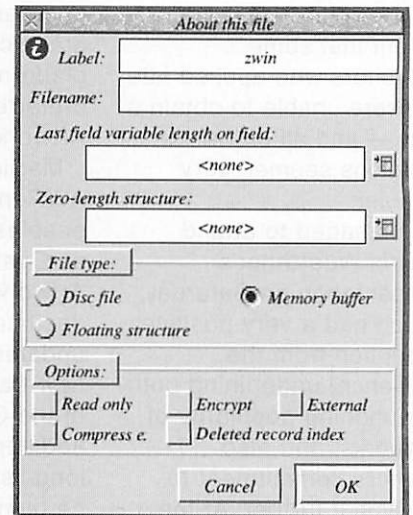 About this file
Label: zwin
Filename:
Last field variable length on field:
<none>
Zero-length structure:
<none>
File type:
Disc file Memory buffer
Floating structure
Options:
Read only Encrypt External
Compress e. Deleted record index
Cancel OK